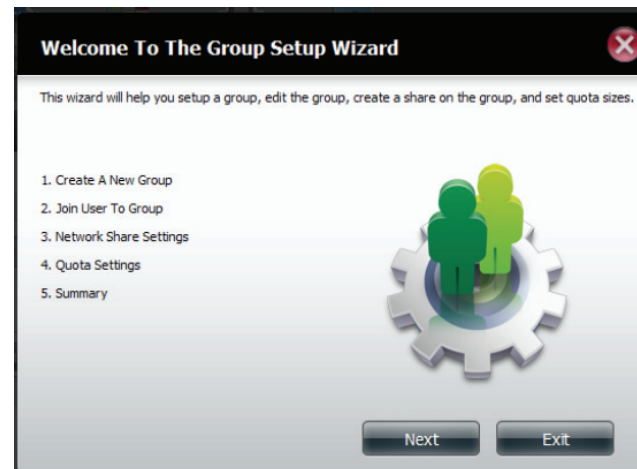 Welcome To The Group Setup Wizard
This wizard will help you setup a group, edit the group, create a share on the group, and set quota sizes.
1. Create A New Group
2. Join User To Group
3. Network Share Settings
4. Quota Settings
5. Summary
Next
Exit